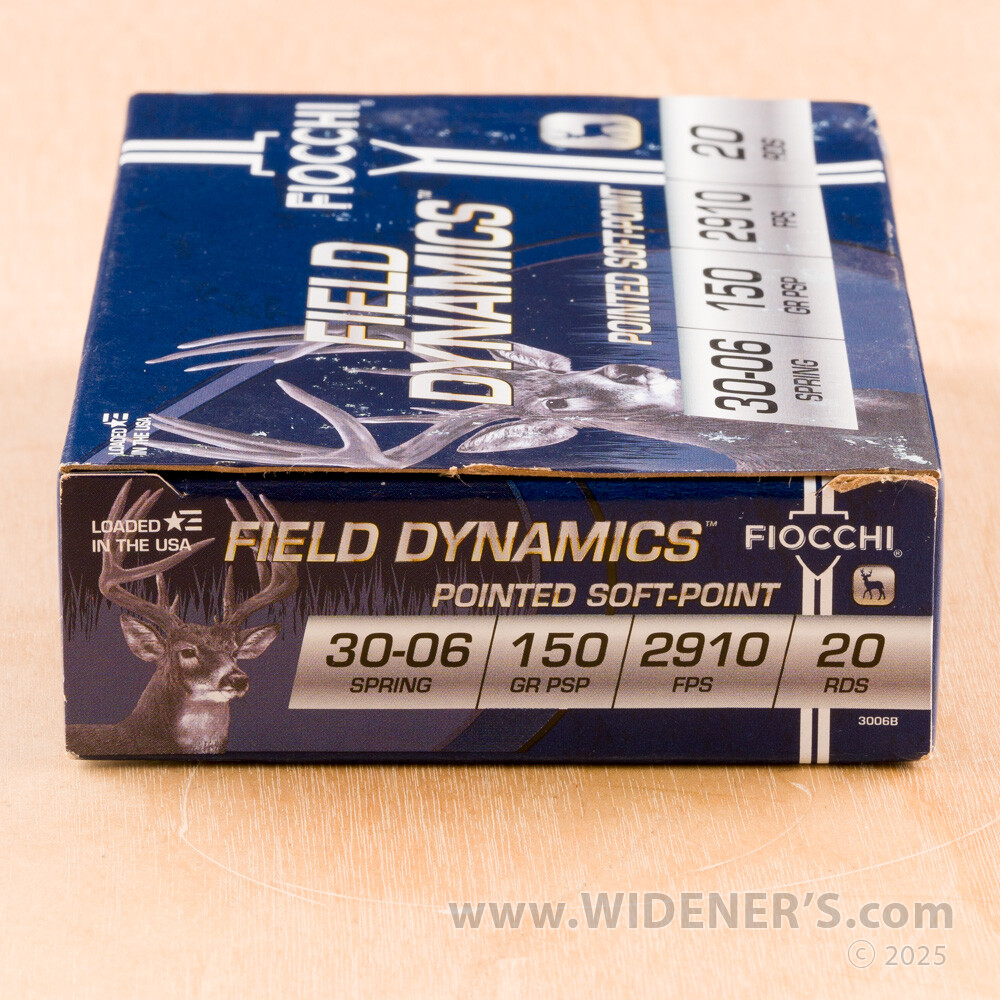 FIOCCHI
FIELD
DYNAMICS™
POINTED SOFT-POINT
30-06
SPRING
150
GR PSP
2910
FPS
20
RDS
LOADED
IN THE USA
LOADED
IN THE USA
FIELD DYNAMICS™
POINTED SOFT-POINT
FIOCCHI®
30-06
SPRING
150
GR PSP
2910
FPS
20
RDS
3006B
www.WIDENER'S.com
© 2025